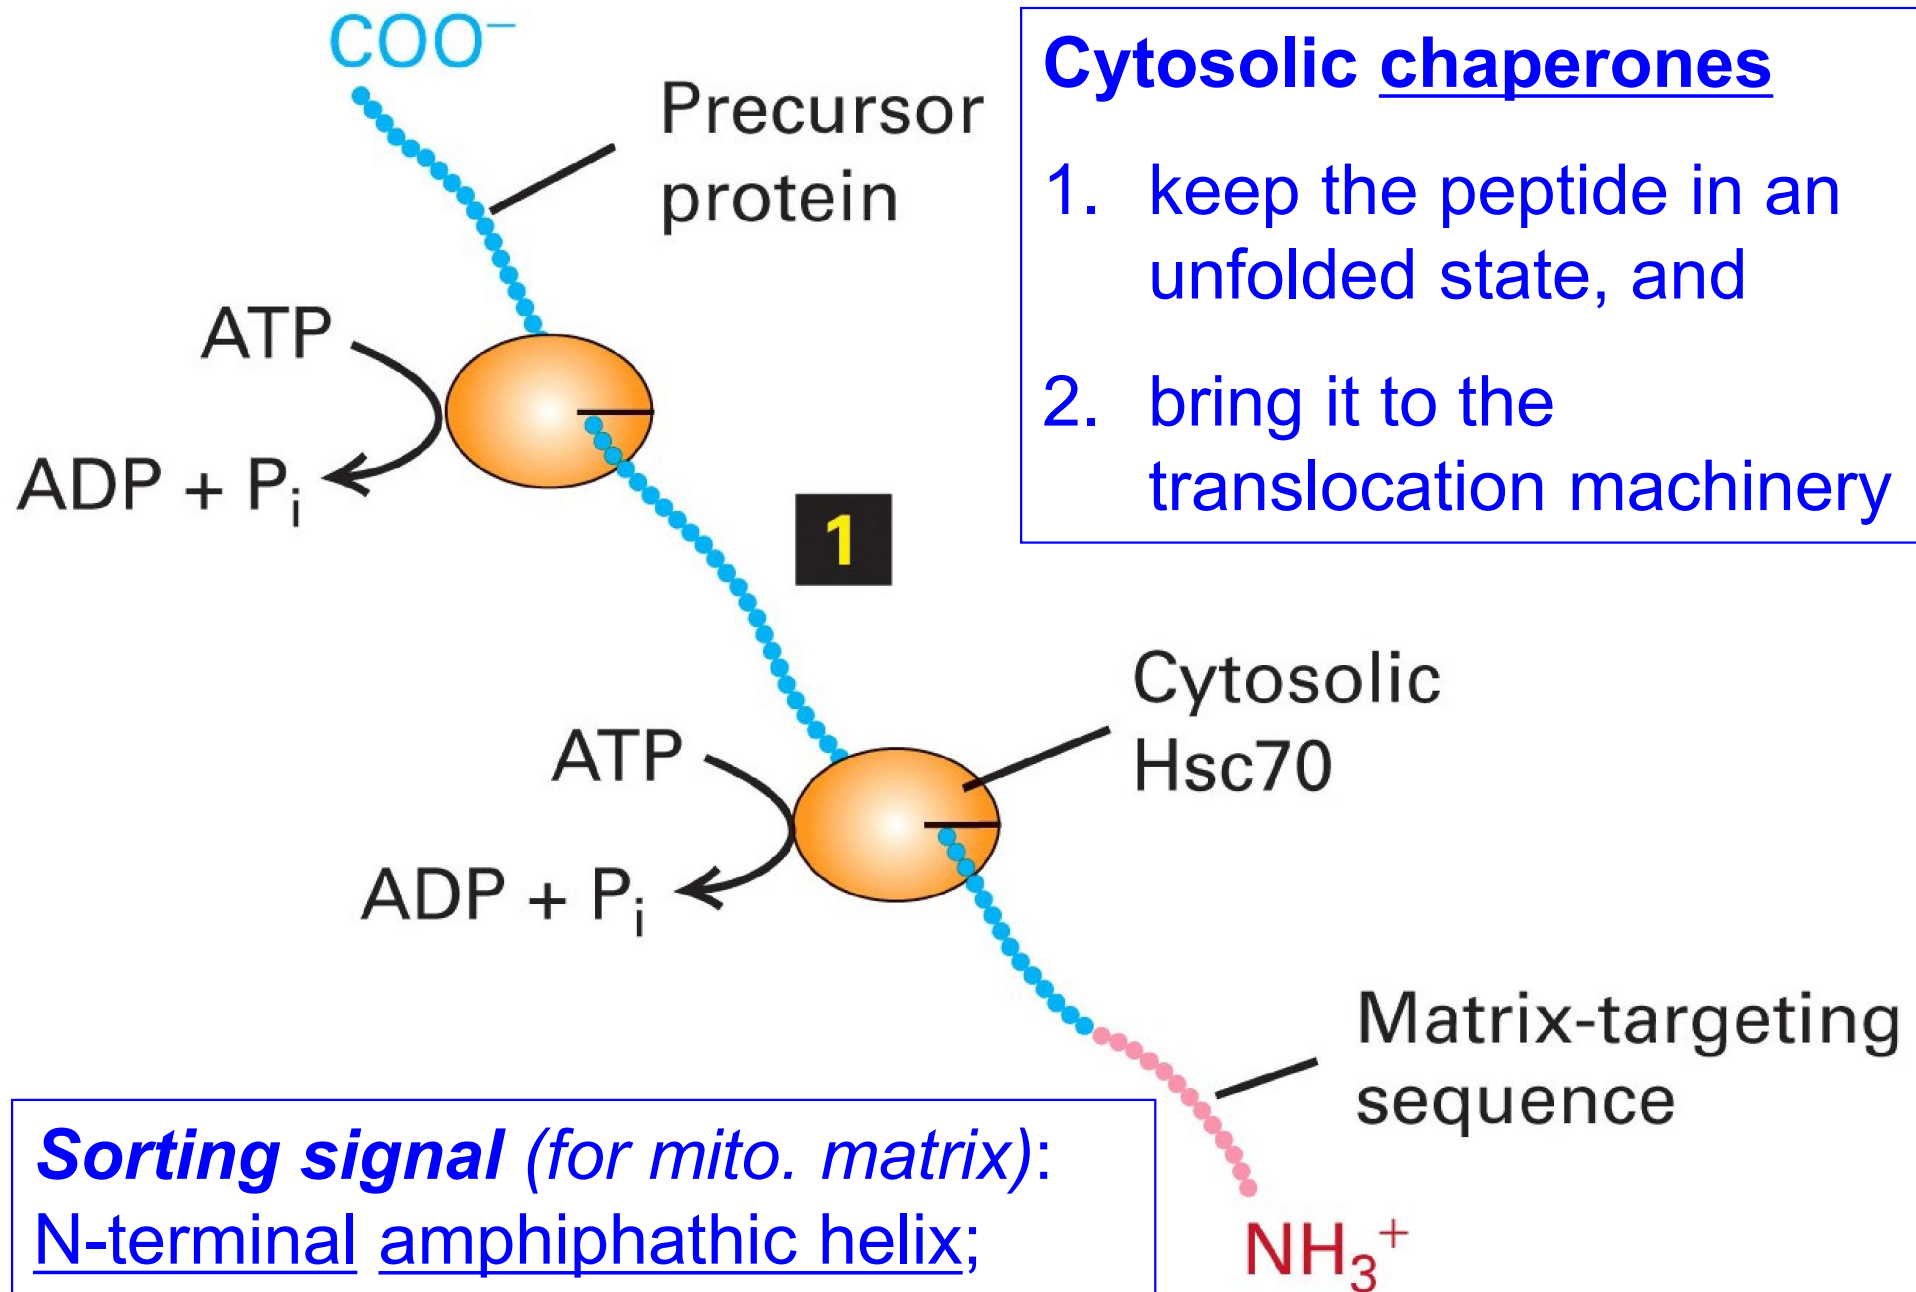 COO⁻
Precursor
protein
Cytosolic chaperones
1. keep the peptide in an
unfolded state, and
2. bring it to the
translocation machinery
ATP
ADP + Pᵢ
1
Cytosolic
Hsc70
ATP
ADP + Pᵢ
Matrix-targeting
sequence
Sorting signal (for mito. matrix):
N-terminal amphiphathic helix;
NH₃⁺